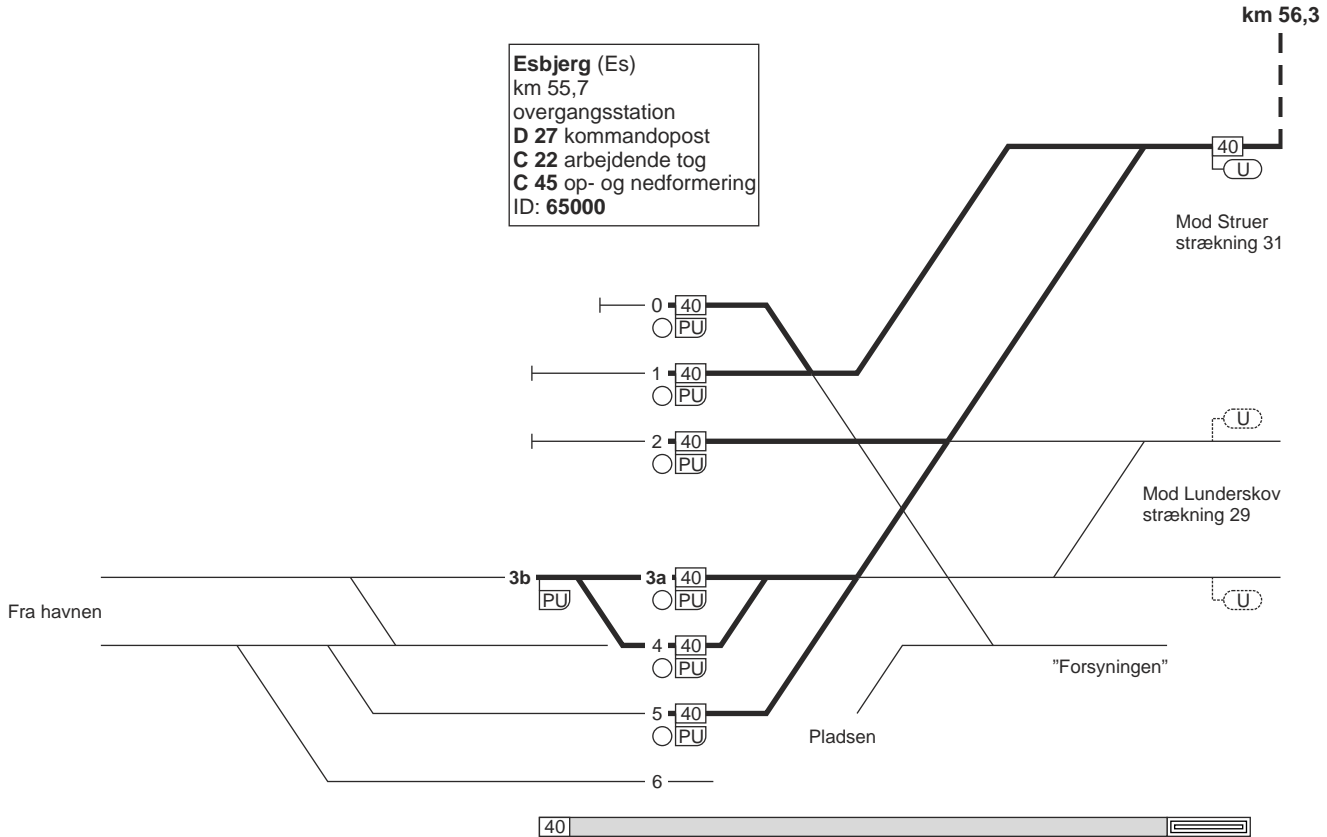 km 56,3
Esbjerg (Es)
km 55,7
overgangsstation
D 27 kommandopost
C 22 arbejdende tog
C 45 op- og nedformering
ID: 65000
40
U
Mod Struer
strækning 31
0 40
PU
1 40
PU
2 40
PU
U
Mod Lunderskov
strækning 29
3b 3a 40
PU PU
U
Fra havnen
4 40
PU
"Forsyningen"
5 40
PU
Pladsen
6
40